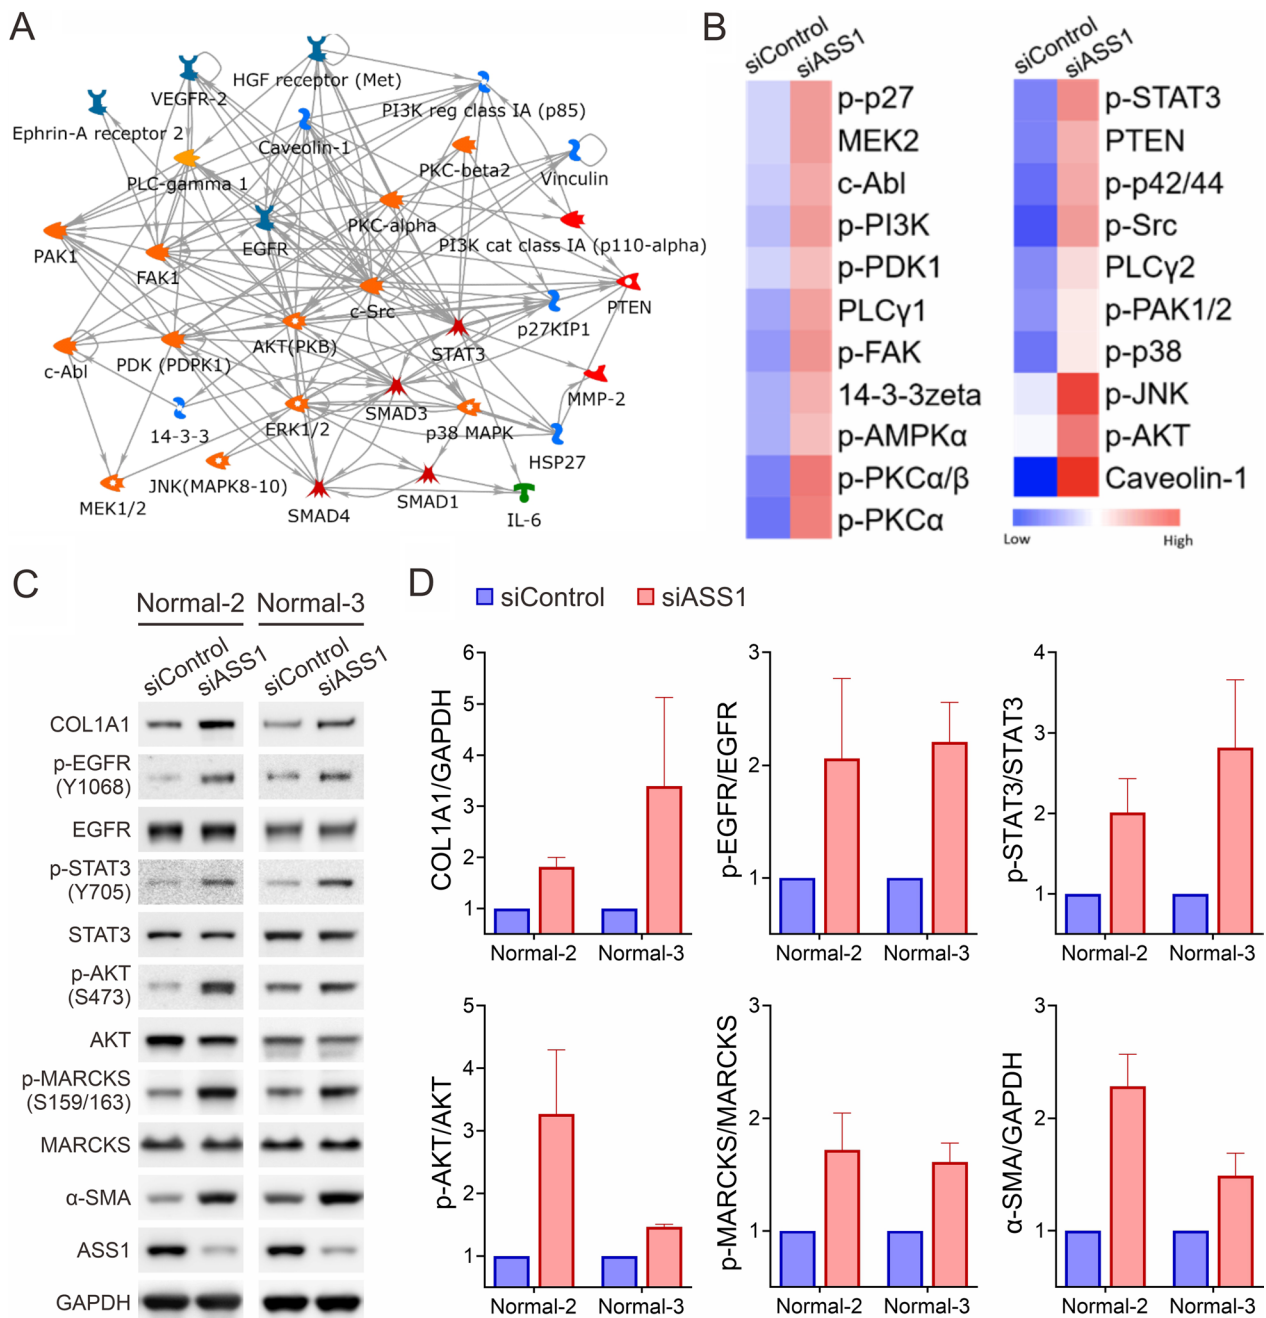 A
HGF receptor (Met)
VEGFR-2
PI3K reg class IA (p85)
Ephrin-A receptor 2
Caveolin-1
PKC-beta2
Vinculin
PLC-gamma 1
PKC-alpha
EGFR
PI3K cat class IA (p110-alpha)
PAK1
FAK1
c-Src
PTEN
p27KIP1
AKT(PKB)
STAT3
c-Abl
PDK (PDPK1)
MMP-2
SMAD3
14-3-3
ERK1/2
p38 MAPK
HSP27
JNK(MAPK8-10)
SMAD1
MEK1/2
SMAD4
IL-6
B
siControl
siASS1
p-p27
MEK2
c-Abl
p-PI3K
p-PDK1
PLCγ1
p-FAK
14-3-3zeta
p-AMPKα
p-PKCα/β
p-PKCα
siControl
siASS1
p-STAT3
PTEN
p-p42/44
p-Src
PLCγ2
p-PAK1/2
p-p38
p-JNK
p-AKT
Caveolin-1
Low High
C
Normal-2 Normal-3
siControl siASS1 siControl siASS1
COL1A1
p-EGFR
(Y1068)
EGFR
p-STAT3
(Y705)
STAT3
p-AKT
(S473)
AKT
p-MARCKS
(S159/163)
MARCKS
α-SMA
ASS1
GAPDH
D
siControl siASS1
COL1A1/GAPDH
6
5
4
3
2
1
Normal-2 Normal-3
p-EGFR/EGFR
3
2
1
Normal-2 Normal-3
p-STAT3/STAT3
4
3
2
1
Normal-2 Normal-3
p-AKT/AKT
5
4
3
2
1
Normal-2 Normal-3
p-MARCKS/MARCKS
3
2
1
Normal-2 Normal-3
α-SMA/GAPDH
3
2
1
Normal-2 Normal-3